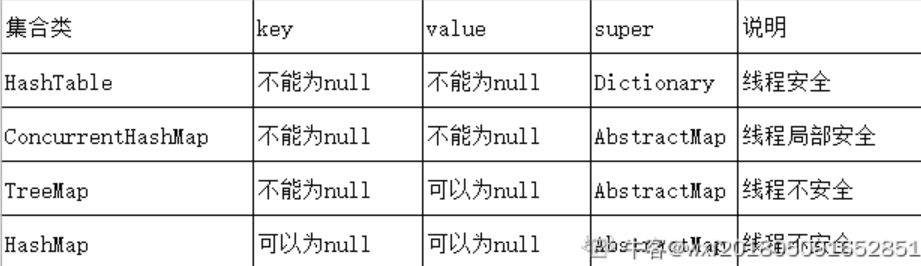 集合类 key value super 说明
HashTable 不能为null 不能为null Dictionary 线程安全
ConcurrentHashMap 不能为null 不能为null AbstractMap 线程局部安全
TreeMap 不能为null 可以为null AbstractMap 线程不安全
HashMap 可以为null 可以为null AbstractMap 线程不安全
牛客@wxr201805091652851